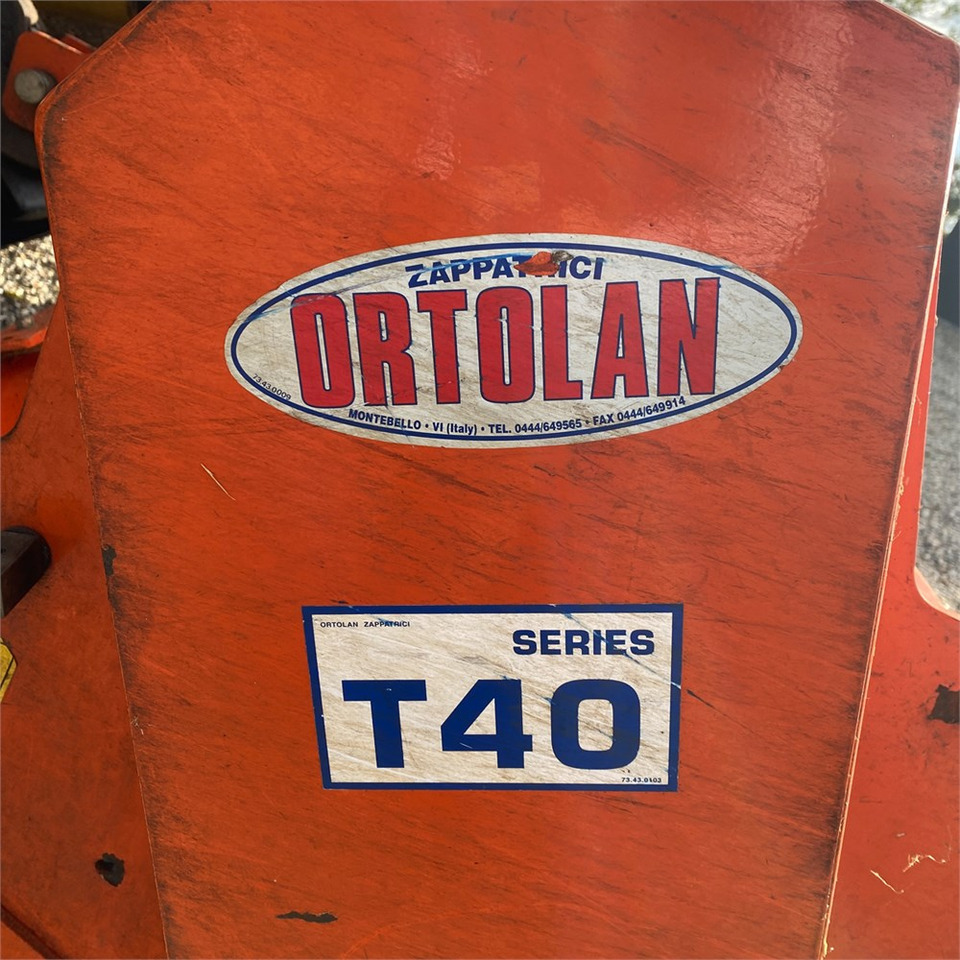 ZAPPATRICI
ORTOLAN
73.43.0009
MONTEBELLO • VI (Italy) • TEL. 0444/649565 • FAX 0444/649914
ORTOLAN ZAPPATRICI
SERIES
T40
73.43.0103